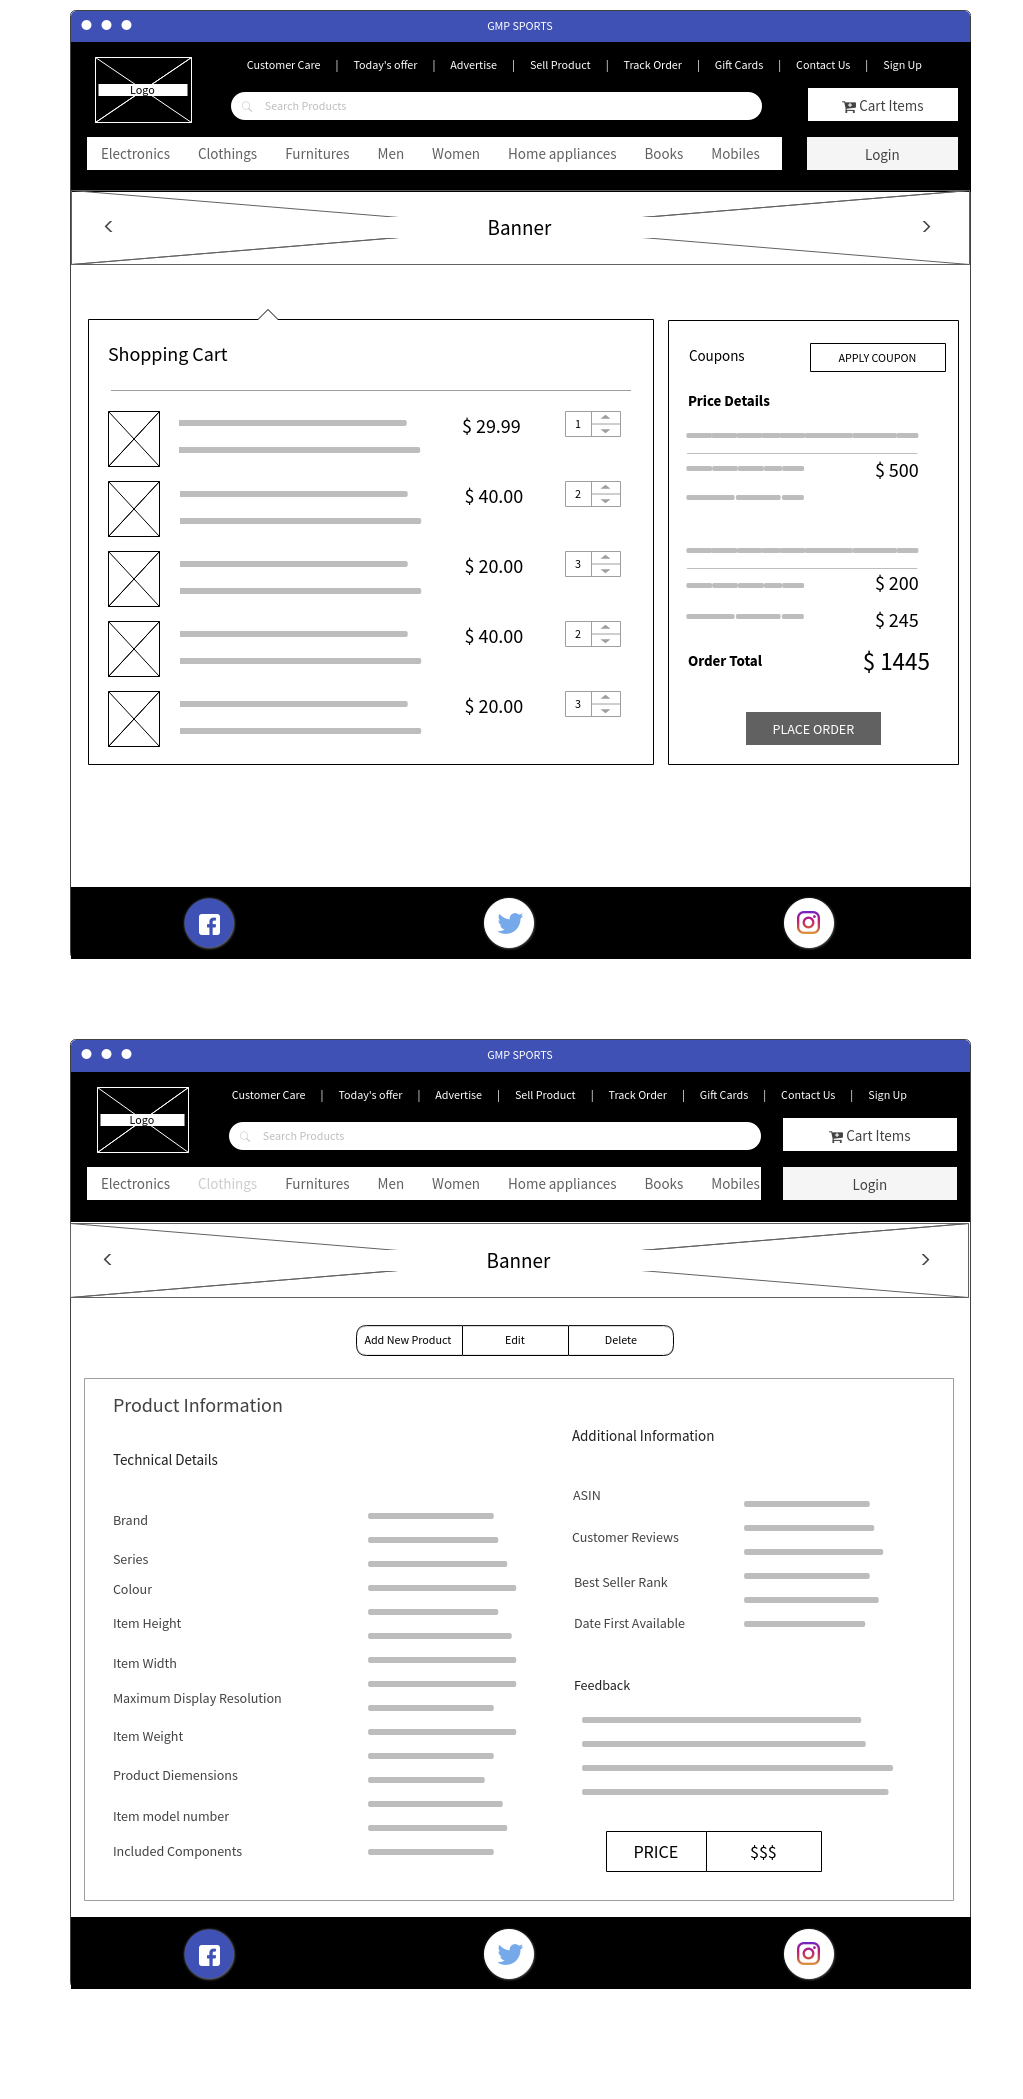 GMP SPORTS
Customer Care | Today's offer | Advertise | Sell Product | Track Order | Gift Cards | Contact Us | Sign Up
Logo
Search Products
Cart Items
Electronics Clothings Furnitures Men Women Home appliances Books Mobiles
Login
Banner
Shopping Cart
$ 29.99 1
$ 40.00 2
$ 20.00 3
$ 40.00 2
$ 20.00 3
Coupons APPLY COUPON
Price Details
$ 500
$ 200
$ 245
Order Total $ 1445
PLACE ORDER
GMP SPORTS
Customer Care | Today's offer | Advertise | Sell Product | Track Order | Gift Cards | Contact Us | Sign Up
Logo
Search Products
Cart Items
Electronics Clothings Furnitures Men Women Home appliances Books Mobiles
Login
Banner
Add New Product Edit Delete
Product Information
Technical Details
Brand
Series
Colour
Item Height
Item Width
Maximum Display Resolution
Item Weight
Product Diemensions
Item model number
Included Components
Additional Information
ASIN
Customer Reviews
Best Seller Rank
Date First Available
Feedback
PRICE $$$